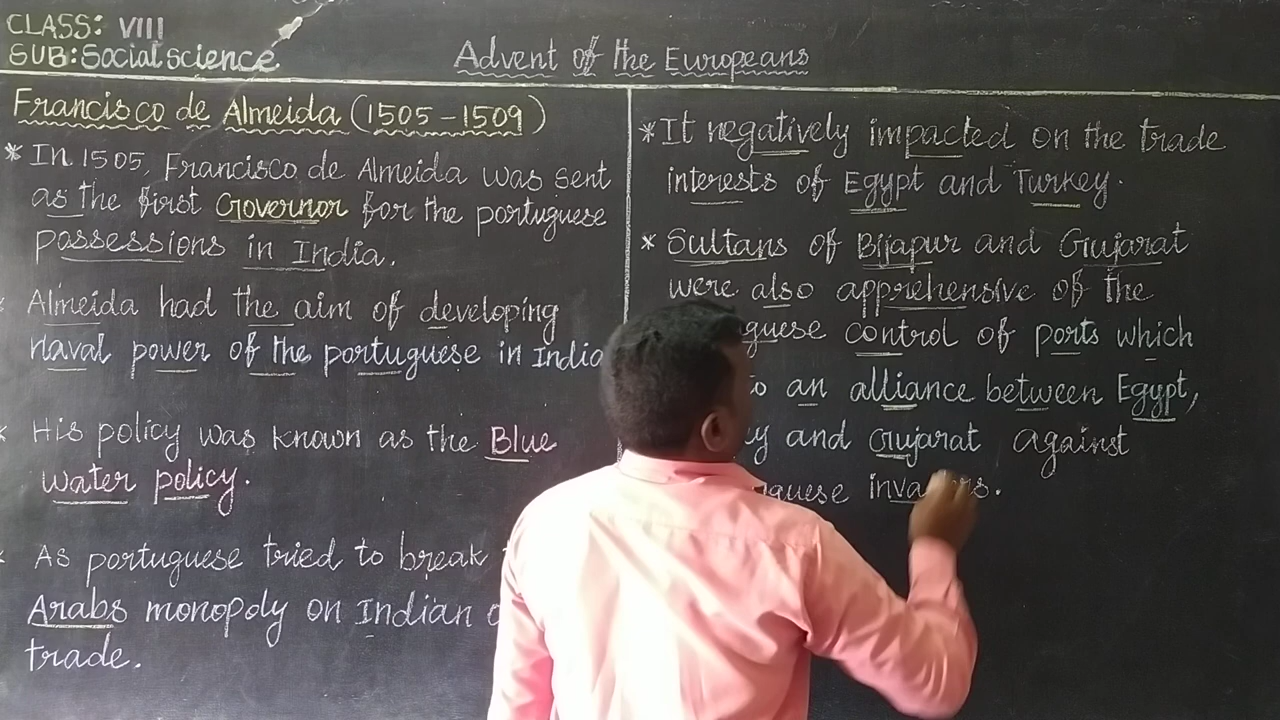 CLASS: VIII
SUB: Social science
Advent of the Europeans
Francisco de Almeida (1505-1509)
* In 1505, Francisco de Almeida was sent
as the first Governor for the portuguese
possessions in India.
Almeida had the aim of developing
naval power of the portuguese in India
His policy was known as the Blue
water policy.
As portuguese tried to break
Arabs monopoly on Indian
trade.
* It negatively impacted on the trade
interests of Egypt and Turkey.
* Sultans of Bijapur and Gujarat
were also apprehensive of the
guese control of ports which
to an alliance between Egypt,
y and Gujarat against
guese invaders.